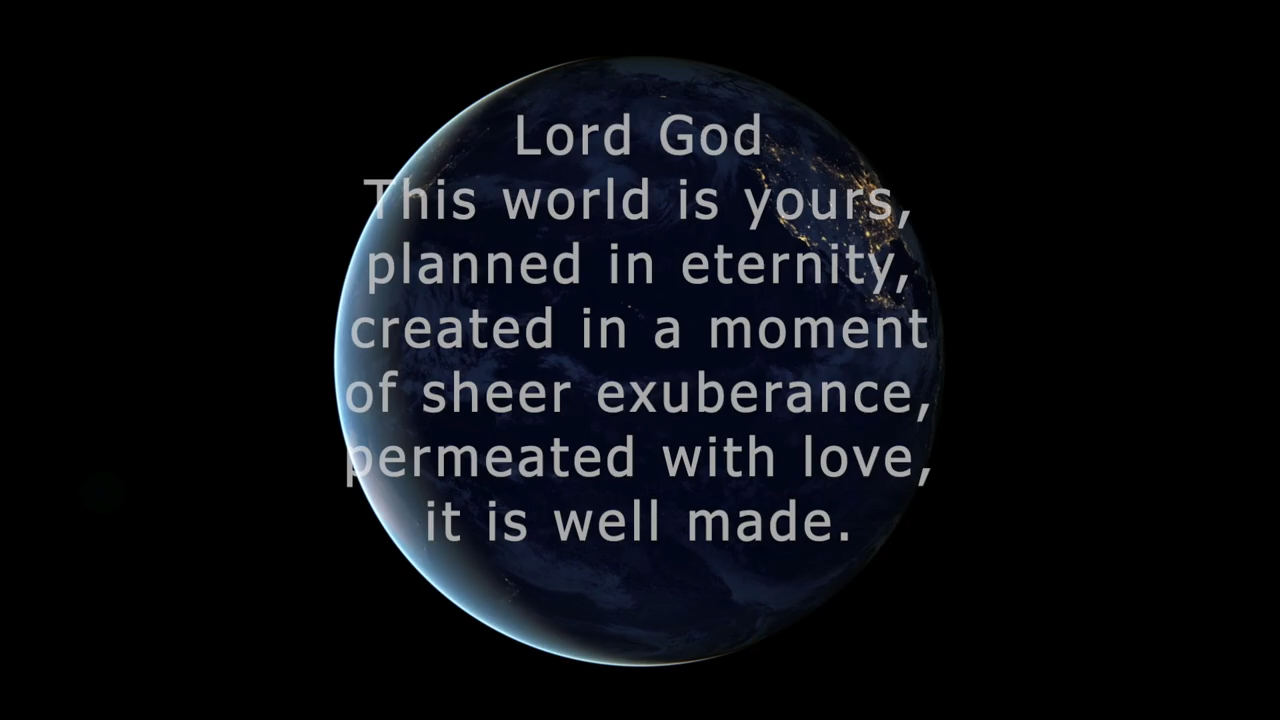 Lord God
This world is yours,
planned in eternity,
created in a moment
of sheer exuberance,
permeated with love,
it is well made.